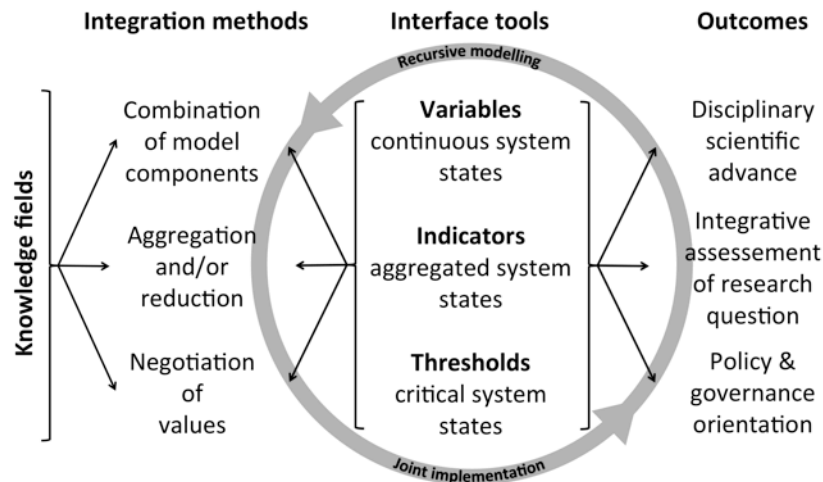 Integration methods
Interface tools
Outcomes
Recursive modelling
Knowledge fields
Combination
of model
components
Aggregation
and/or
reduction
Negotiation
of
values
Variables
continuous system
states
Indicators
aggregated system
states
Thresholds
critical system
states
Disciplinary
scientific
advance
Integrative
assessement
of research
question
Policy &
governance
orientation
Joint implementation